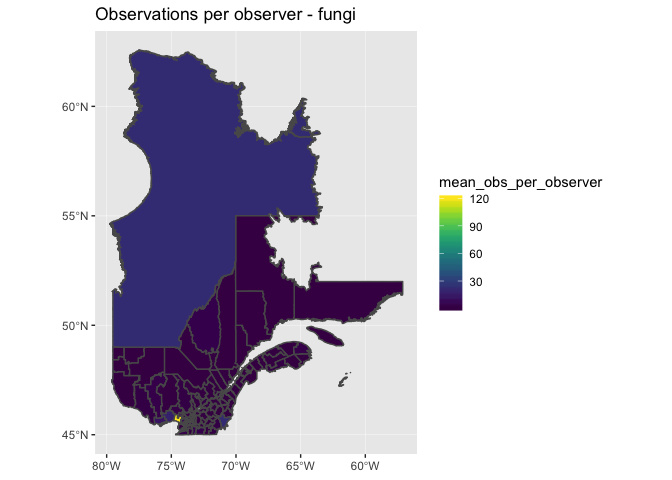 Observations per observer - fungi
60°N
55°N
50°N
45°N
80°W 75°W 70°W 65°W 60°W
mean_obs_per_observer
120
90
60
30